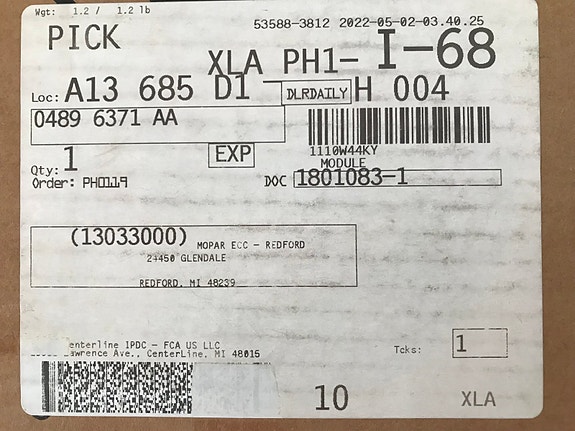 Wgt: 1.2 / 1.2 lb
53588-3812 2022-05-02-03.40.25
PICK
XLA PH1- I-68
Loc: A13 685 D1 DLRDAILY H 004
0489 6371 AA
1110W44KY
EXP
MODULE
Qty: 1
Order: PH0119
DOC 1801083-1
(13033000) MOPAR ECC - REDFORD
24450 GLENDALE
REDFORD, MI 48239
enterline IPDC - FCA US LLC
awrence Ave., CenterLine, MI 48015
Tcks: 1
10
XLA